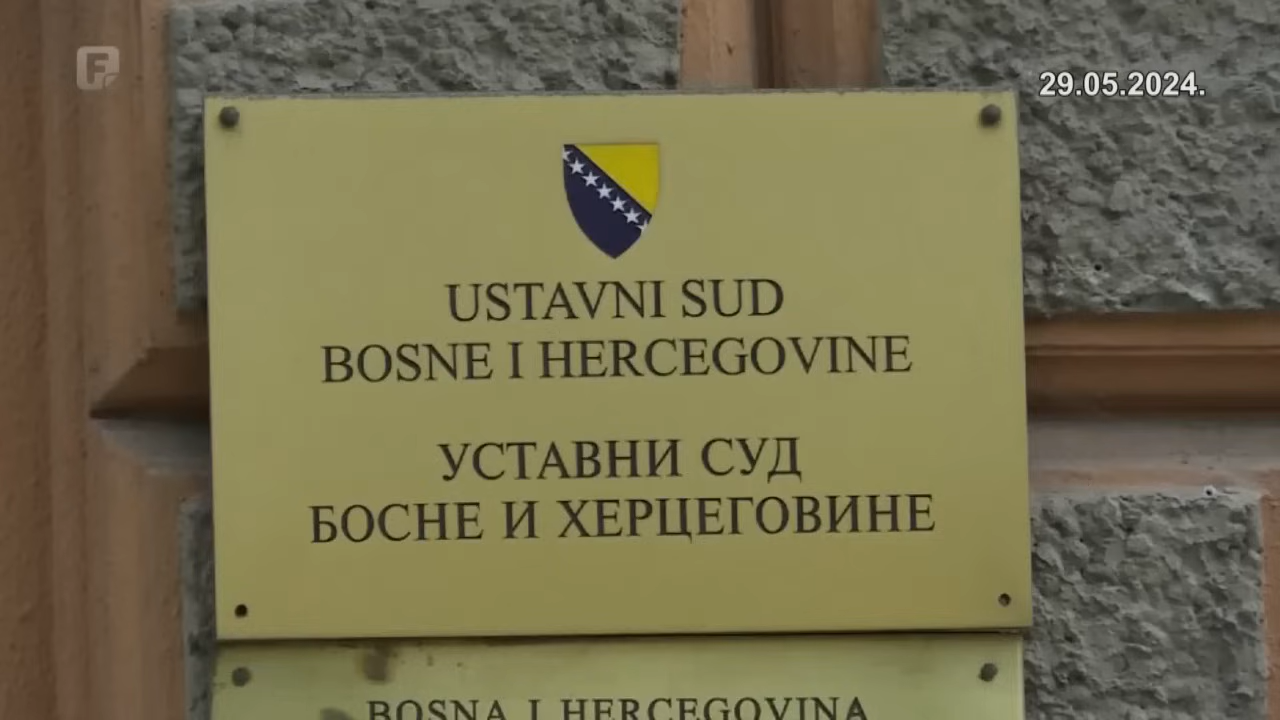 F
29.05.2024.
USTAVNI SUD
BOSNE I HERCEGOVINE
УСТАВНИ СУД
БОСНЕ И ХЕРЦЕГОВИНЕ
BOSNA I HERCEGOVINA